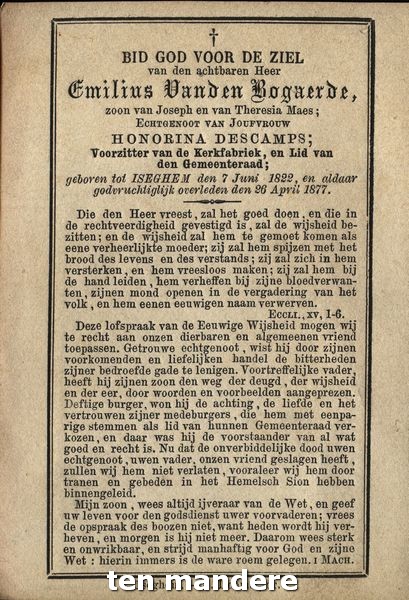 †
BID GOD VOOR DE ZIEL
van den achtbaren Heer
Emilius Vanden Bogaerde,
zoon van Joseph en van Theresia Maes;
Echtgenoot van Joufvrouw
HONORINA DESCAMPS;
Voorzitter van de Kerkfabriek, en Lid van
den Gemeenteraad;
geboren tot ISEGHEM den 7 Juni 1822, en aldaar
godvruchtiglijk overleden den 26 April 1877.
Die den Heer vreest, zal het goed doen, en die in
de rechtveerdigheid gevestigd is, zal de wijsheid be-
zitten; en de wijsheid zal hem te gemoet komen als
eene verheerlijkte moeder; zij zal hem spijzen met het
brood des levens en des verstands; zij zal zich in hem
versterken, en hem vreesloos maken; zij zal hem bij
de hand leiden, hem verheffen bij zijne bloedverwan-
ten, zijnen mond openen in de vergadering van het
volk, en hem eenen eeuwigen naam verwerven.
Eccli., xv, 1-6.
Deze lofspraak van de Eeuwige Wijsheid mogen wij
te recht aan onzen dierbaren en algemeenen vriend
toepassen. Getrouwe echtgenoot, wist hij door zijnen
voorkomenden en liefelijken handel de bitterheden
zijner bedroefde gade te lenigen. Voortreffelijke vader,
heeft hij zijnen zoon den weg der deugd, der wijsheid
en der eer, door woorden en voorbeelden aangeprezen.
Deftige burger, won hij de achting, de liefde en het
vertrouwen zijner medeburgers, die hem met eenpa-
rige stemmen als lid van hunnen Gemeenteraad ver-
kozen, en daar was hij de voorstaander van al wat
goed en recht is. Nu dat de onverbiddelijke dood uwen
echtgenoot, uwen vader, onzen vriend geslagen heeft,
zullen wij hem niet verlaten, vooraleer wij hem door
tranen en gebeden in het Hemelsch Sion hebben
binnengeleid.
Mijn zoon, wees altijd ijveraar van de Wet, en geef
uw leven voor den godsdienst uwer voorvaderen; vrees
de opspraak des boozen niet, want heden wordt hij ver-
heven, en morgen is hij niet meer. Daarom wees sterk
en onwrikbaar, en strijd manhaftig voor God en zijne
Wet: hierin immers is de ware roem gelegen. 1 Mach.
ten mandere